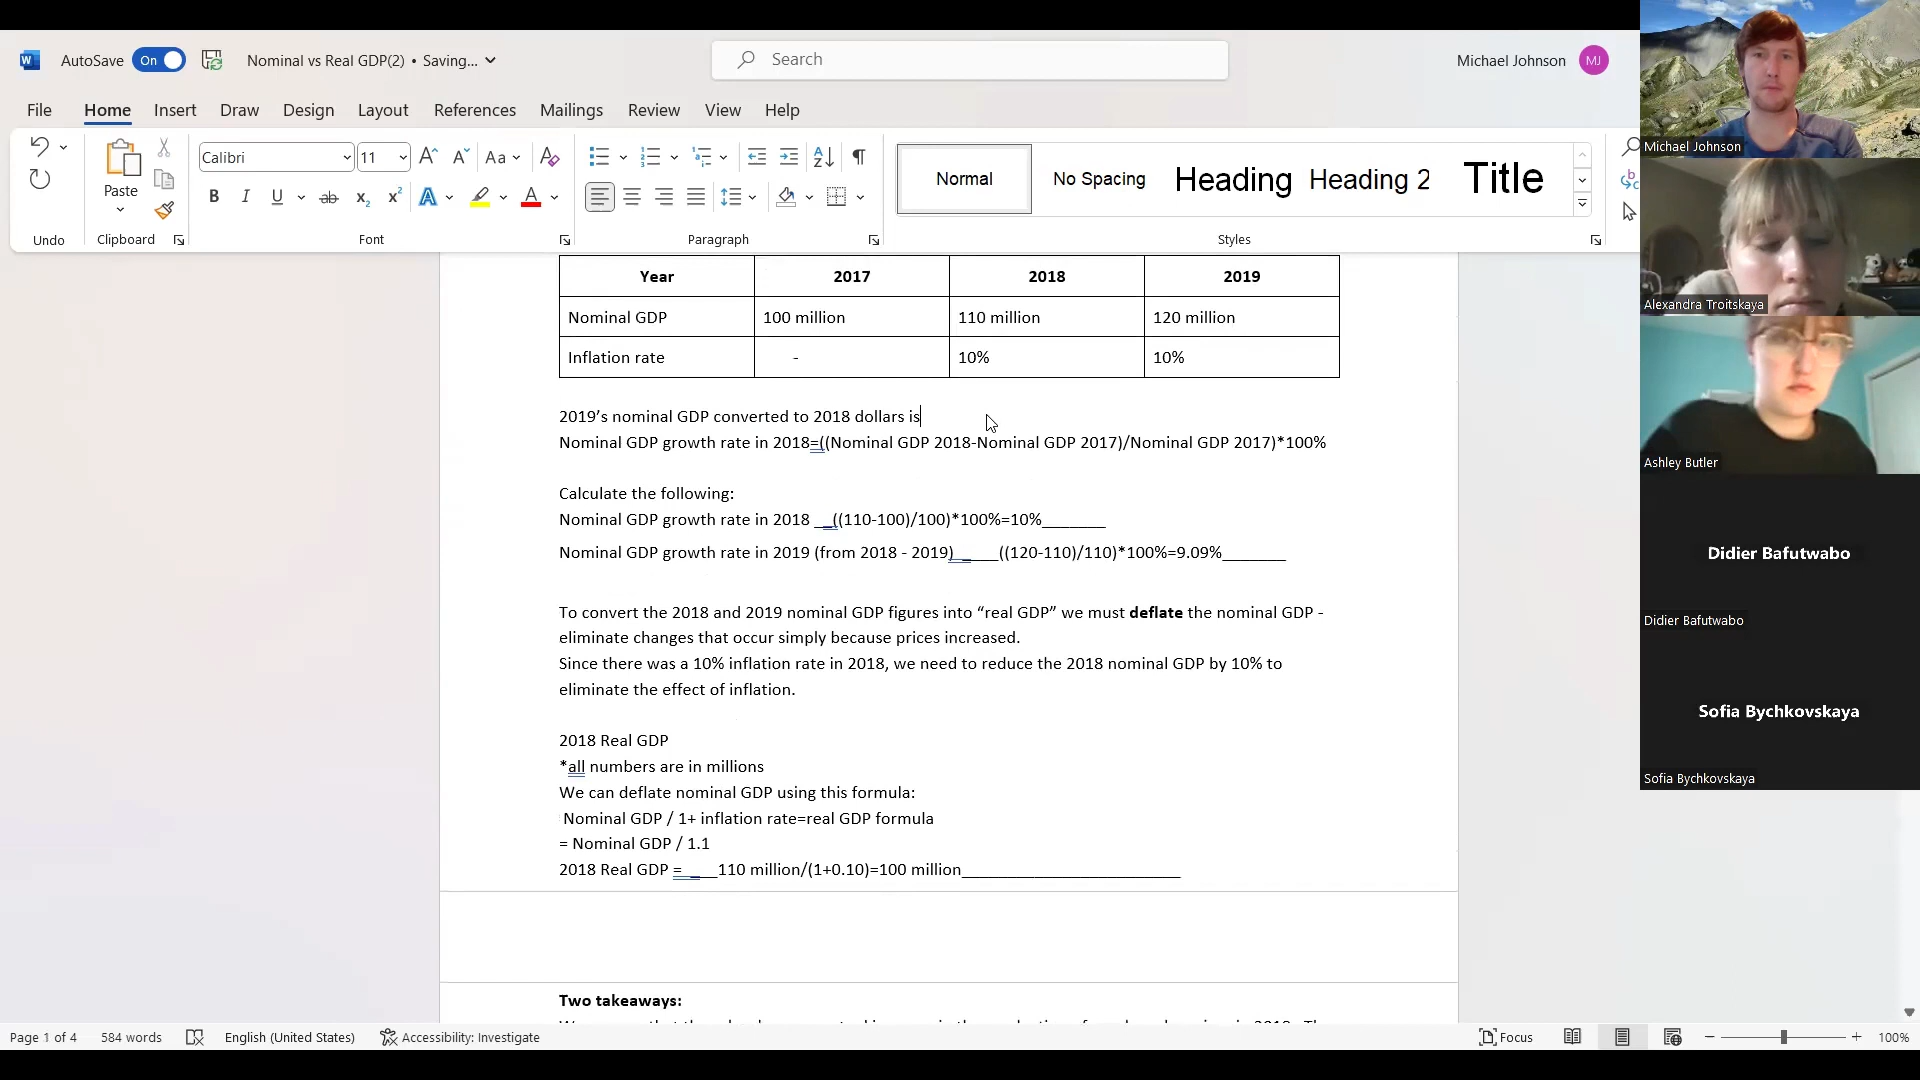 AutoSave On Nominal vs Real GDP(2) • Saving... Search Michael Johnson MJ
File Home Insert Draw Design Layout References Mailings Review View Help
Calibri 11 Aa
Paste
B I U ab x₂ x² A A
Normal No Spacing Heading Heading 2 Title
Undo Clipboard Font Paragraph Styles
Year 2017 2018 2019
Nominal GDP 100 million 110 million 120 million
Inflation rate - 10% 10%
2019’s nominal GDP converted to 2018 dollars is
Nominal GDP growth rate in 2018=((Nominal GDP 2018-Nominal GDP 2017)/Nominal GDP 2017)*100%
Calculate the following:
Nominal GDP growth rate in 2018 __((110-100)/100)*100%=10%_______
Nominal GDP growth rate in 2019 (from 2018 - 2019) ____((120-110)/110)*100%=9.09%_______
To convert the 2018 and 2019 nominal GDP figures into “real GDP” we must deflate the nominal GDP -
eliminate changes that occur simply because prices increased.
Since there was a 10% inflation rate in 2018, we need to reduce the 2018 nominal GDP by 10% to
eliminate the effect of inflation.
2018 Real GDP
*all numbers are in millions
We can deflate nominal GDP using this formula:
Nominal GDP / 1+ inflation rate=real GDP formula
= Nominal GDP / 1.1
2018 Real GDP = ___110 million/(1+0.10)=100 million________________________
Two takeaways:
Page 1 of 4 584 words English (United States) Accessibility: Investigate Focus 100%
Michael Johnson
Alexandra Troitskaya
Ashley Butler
Didier Bafutwabo
Didier Bafutwabo
Sofia Bychkovskaya
Sofia Bychkovskaya